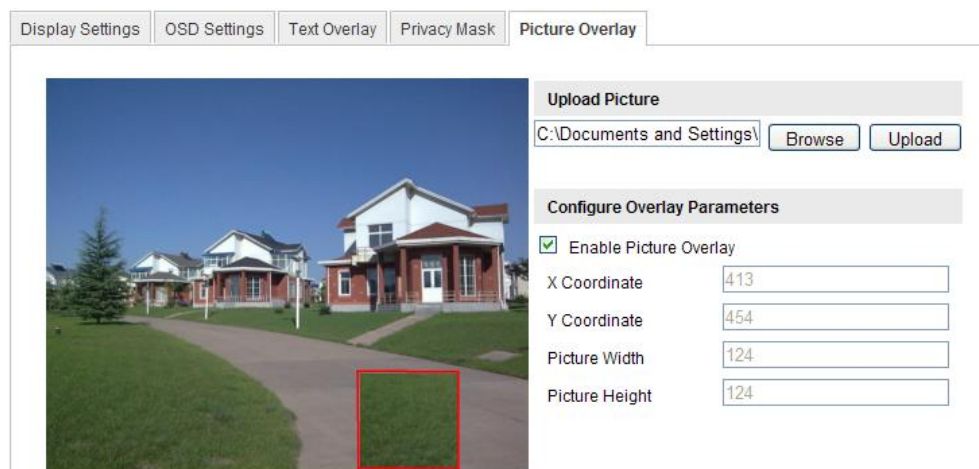 Display Settings OSD Settings Text Overlay Privacy Mask Picture Overlay
Upload Picture
C:\Documents and Settings\ Browse Upload
Configure Overlay Parameters
Enable Picture Overlay
X Coordinate 413
Y Coordinate 454
Picture Width 124
Picture Height 124